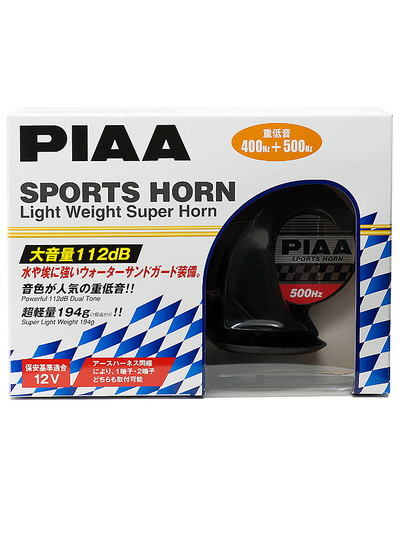 PIAA
重低音
400Hz+500Hz
SPORTS HORN
Light Weight Super Horn
大音量112dB
水や埃に強いウォーターサンドガード装備。
音色が人気の重低音!!
Powerful 112dB Dual Tone
超軽量194g(1個当たり)!!
Super Light Weight 194g
保安基準適合
12V
アースハーネス同梱
により、1端子・2端子
どちらも取付可能
PIAA
SPORTS HORN
500Hz